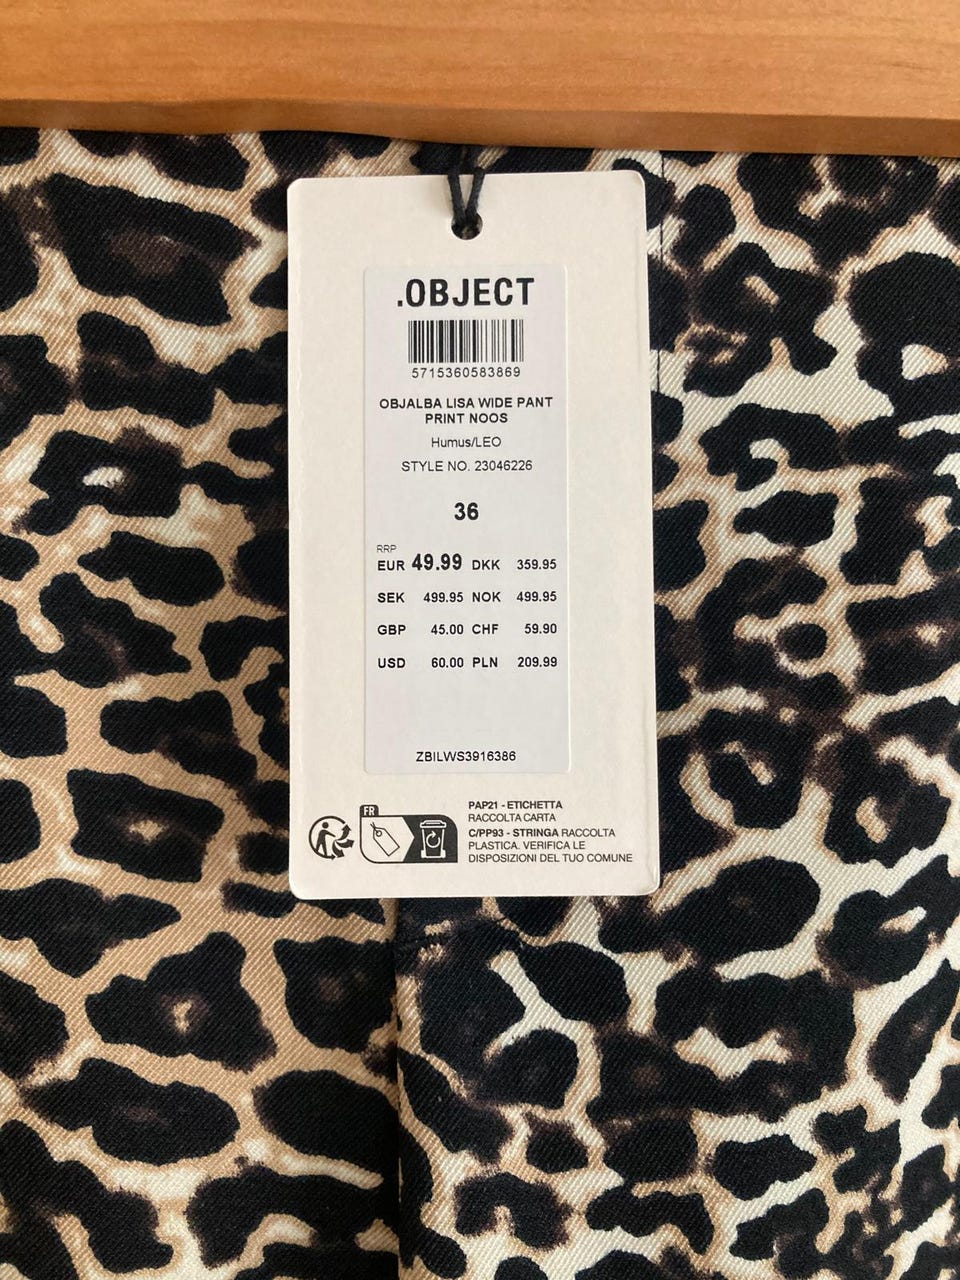 .OBJECT
5715360583869
OBJALBA LISA WIDE PANT
PRINT NOOS
Humus/LEO
STYLE NO. 23046226
36
RRP
EUR 49.99 DKK 359.95
SEK 499.95 NOK 499.95
GBP 45.00 CHF 59.90
USD 60.00 PLN 209.99
ZBILWS3916386
FR
PAP21 - ETICHETTA
RACCOLTA CARTA
C/PP93 - STRINGA RACCOLTA
PLASTICA. VERIFICA LE
DISPOSIZIONI DEL TUO COMUNE